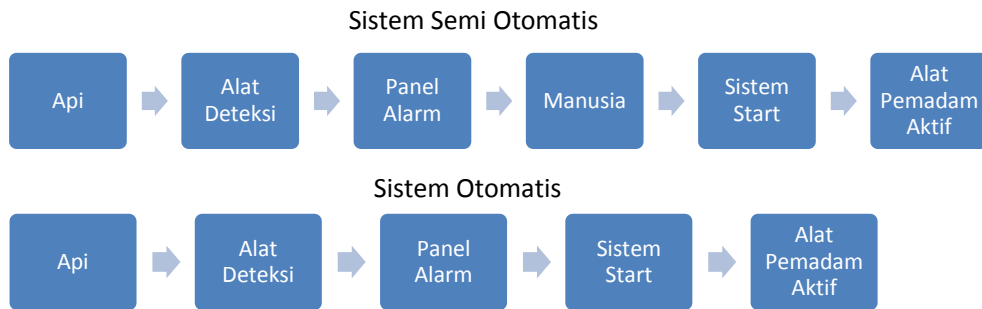 Sistem Semi Otomatis
Api
Alat
Deteksi
Panel
Alarm
Manusia
Sistem
Start
Alat
Pemadam
Aktif
Sistem Otomatis
Api
Alat
Deteksi
Panel
Alarm
Sistem
Start
Alat
Pemadam
Aktif